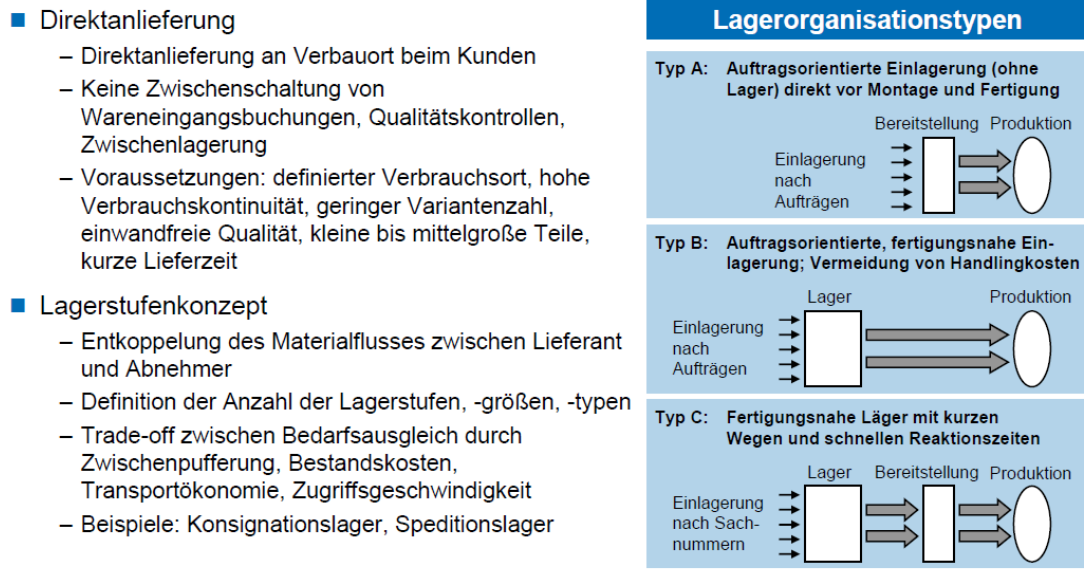 Direktanlieferung
– Direktanlieferung an Verbauort beim Kunden
– Keine Zwischenschaltung von
Wareneingangsbuchungen, Qualitätskontrollen,
Zwischenlagerung
– Voraussetzungen: definierter Verbrauchsort, hohe
Verbrauchskontinuität, geringer Variantenzahl,
einwandfreie Qualität, kleine bis mittelgroße Teile,
kurze Lieferzeit
Lagerstufenkonzept
– Entkoppelung des Materialflusses zwischen Lieferant
und Abnehmer
– Definition der Anzahl der Lagerstufen, -größen, -typen
– Trade-off zwischen Bedarfsausgleich durch
Zwischenpufferung, Bestandskosten,
Transportökonomie, Zugriffsgeschwindigkeit
– Beispiele: Konsignationslager, Speditionslager
Lagerorganisationstypen
Typ A: Auftragsorientierte Einlagerung (ohne
Lager) direkt vor Montage und Fertigung
Bereitstellung Produktion
Einlagerung
nach
Aufträgen
Typ B: Auftragsorientierte, fertigungsnahe Ein-
lagerung; Vermeidung von Handlingkosten
Lager Produktion
Einlagerung
nach
Aufträgen
Typ C: Fertigungsnahe Läger mit kurzen
Wegen und schnellen Reaktionszeiten
Lager Bereitstellung Produktion
Einlagerung
nach Sach-
nummern